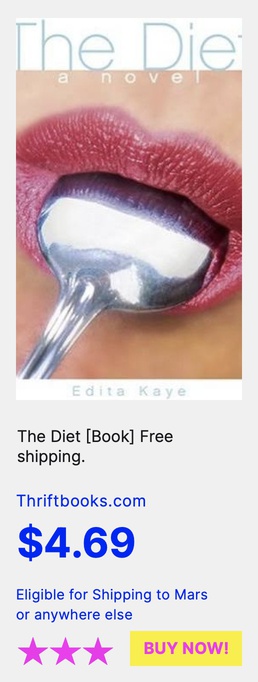 The Diet
a novel
Edita Kaye
The Diet [Book] Free
shipping.
Thriftbooks.com
$4.69
Eligible for Shipping to Mars
or anywhere else
BUY NOW!